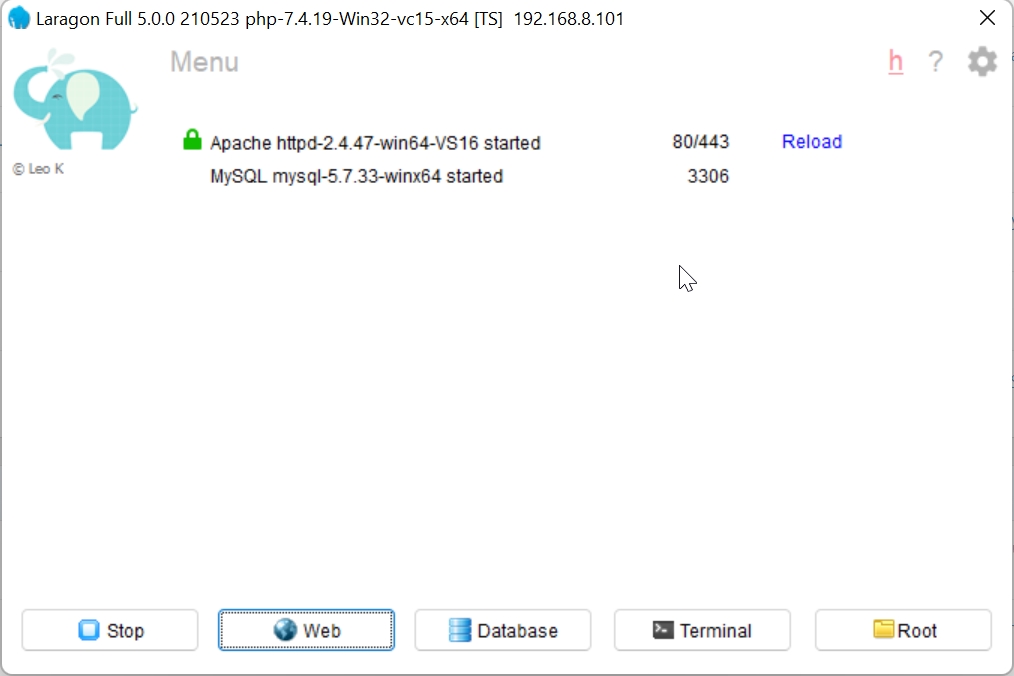 Laragon Full 5.0.0 210523 php-7.4.19-Win32-vc15-x64 [TS] 192.168.8.101
Menu
h ?
© Leo K
Apache httpd-2.4.47-win64-VS16 started 80/443 Reload
MySQL mysql-5.7.33-winx64 started 3306
Stop Web Database Terminal Root